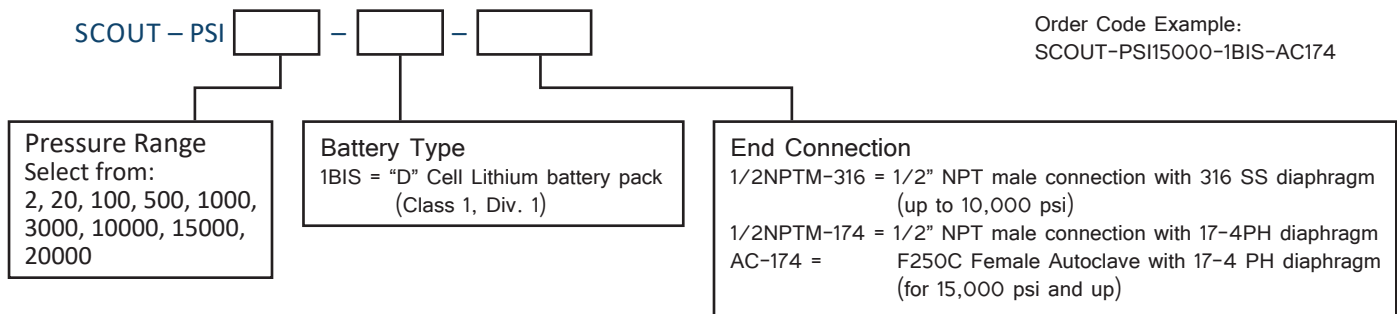 SCOUT – PSI – –
Order Code Example:
SCOUT-PSI15000-1BIS-AC174
Pressure Range
Select from:
2, 20, 100, 500, 1000,
3000, 10000, 15000,
20000
Battery Type
1BIS = “D” Cell Lithium battery pack
(Class 1, Div. 1)
End Connection
1/2NPTM-316 = 1/2” NPT male connection with 316 SS diaphragm
(up to 10,000 psi)
1/2NPTM-174 = 1/2” NPT male connection with 17-4PH diaphragm
AC-174 = F250C Female Autoclave with 17-4 PH diaphragm
(for 15,000 psi and up)